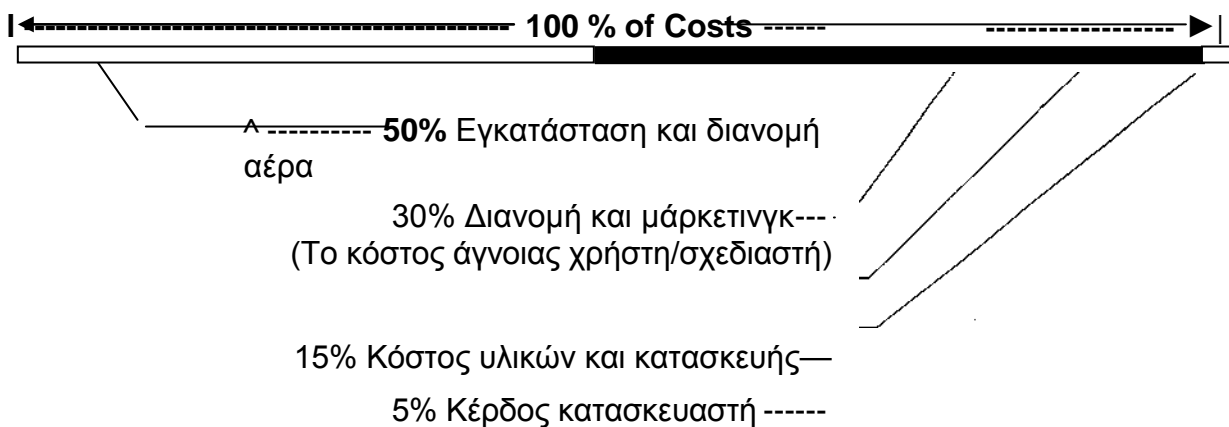 100 % of Costs
50% Εγκατάσταση και διανομή
αέρα
30% Διανομή και μάρκετινγκ---
(Το κόστος άγνοιας χρήστη/σχεδιαστή)
15% Κόστος υλικών και κατασκευής—
5% Κέρδος κατασκευαστή ------